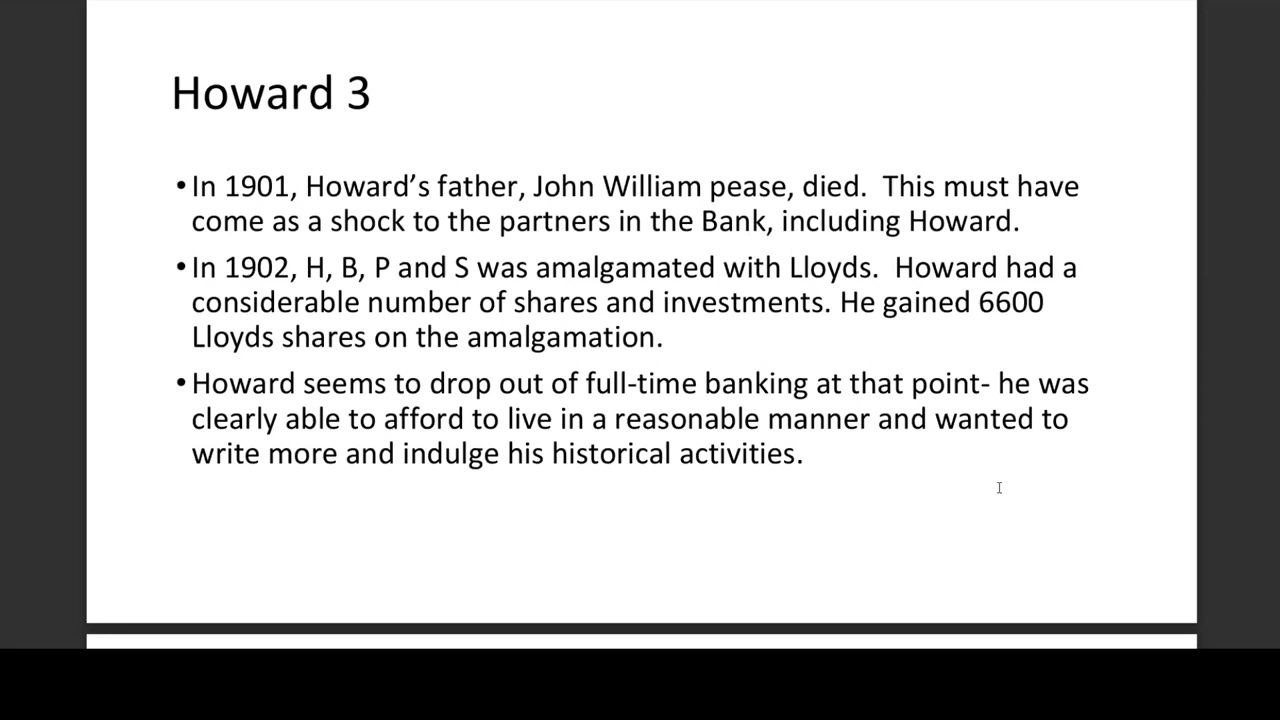 Howard 3
•In 1901, Howard’s father, John William pease, died.  This must have
come as a shock to the partners in the Bank, including Howard.
•In 1902, H, B, P and S was amalgamated with Lloyds.  Howard had a
considerable number of shares and investments. He gained 6600
Lloyds shares on the amalgamation.
•Howard seems to drop out of full-time banking at that point- he was
clearly able to afford to live in a reasonable manner and wanted to
write more and indulge his historical activities.